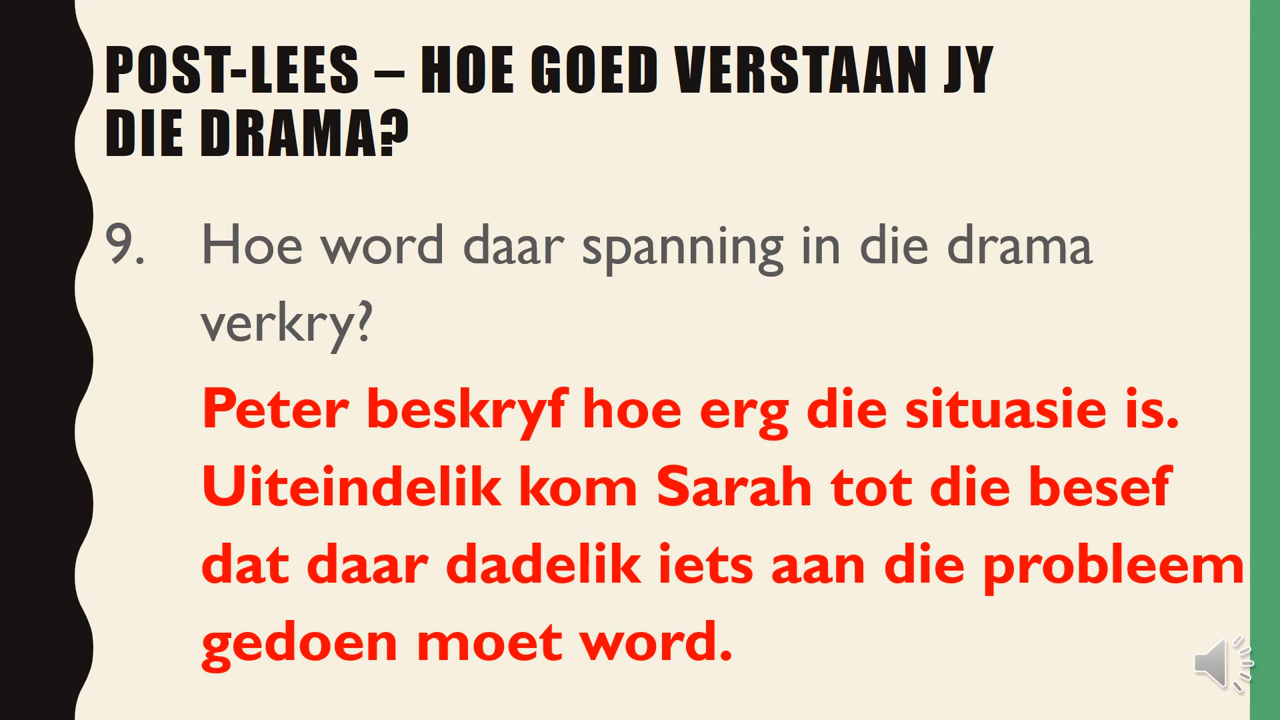 POST-LEES – HOE GOED VERSTAAN JY
DIE DRAMA?
9. Hoe word daar spanning in die drama
verkry?
Peter beskryf hoe erg die situasie is.
Uiteindelik kom Sarah tot die besef
dat daar dadelik iets aan die probleem
gedoen moet word.